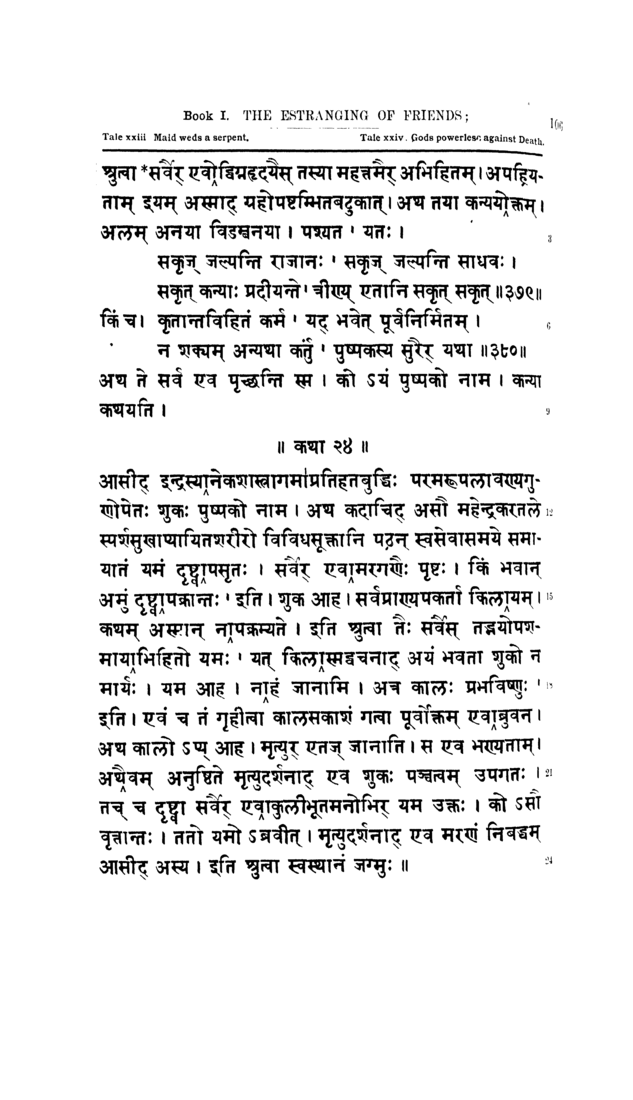 Book I. THE ESTRANGING OF FRIENDS; 106
Tale xxiii Maid weds a serpent. Tale xxiv. Gods powerless against Death.
श्रुत्वा *सर्वैर् एवोद्विग्नहृदयैस् तस्या महत्तमैर् अभिहितम्। अपह्रिय-
ताम् इयम् अस्माद् ग्रहोपष्टम्भितबटुकात्। अथ तया कन्ययोक्तम्।
अलम् अनया विडम्बनया। पश्यत ' यतः। 3
सकृज् जल्पन्ति राजानः ' सकृज् जल्पन्ति साधवः।
सकृत् कन्याः प्रदीयन्ते ' त्रीण्य् एतानि सकृत् सकृत्॥३७९॥
किं च। कृतान्तविहितं कर्म ' यद् भवेत् पूर्वनिर्मितम्। 6
न शक्यम् अन्यथा कर्तुं ' पुष्पकस्य सुरैर् यथा॥३८०॥
अथ ते सर्व एव पृच्छन्ति स्म। को ऽयं पुष्पको नाम। कन्या
कथयति। 9
॥ कथा २४ ॥
आसीद् इन्द्रस्यानेकशास्त्रागमाप्रतिहतबुद्धिः परमरूपलावण्यगु-
णोपेतः शुकः पुष्पको नाम। अथ कदाचिद् असौ महेन्द्रकरतले 12
स्पर्शसुखाप्यायितशरीरो विविधसूक्तानि पठन् स्वसेवासमये समा-
यातं यमं दृष्ट्वापसृतः। सर्वैर् एवामरगणैः पृष्टः। किं भवान्
अमुं दृष्ट्वापक्रान्तः ' इति। शुक आह। सर्वप्राण्यपकर्ता किलायम्। 15
कथम् अस्मान् नापक्रम्यते। इति श्रुत्वा तैः सर्वैस् तद्भयोपश-
मायाभिहितो यमः ' यत् किलास्मद्वचनाद् अयं भवता शुको न
मार्यः। यम आह। नाहं जानामि। अत्र कालः प्रभविष्णुः ' 18
इति। एवं च तं गृहीत्वा कालसकाशं गत्वा पूर्वोक्तम् एवाब्रुवन्।
अथ कालो ऽप्य् आह। मृत्युर् एतज् जानाति। स एव भण्यताम्।
अथैवम् अनुष्ठिते मृत्युदर्शनाद् एव शुकः पञ्चत्वम् उपगतः। 21
तच् च दृष्ट्वा सर्वैर् एवाकुलीभूतमनोभिर् यम उक्तः। को ऽसौ
वृत्तान्तः। ततो यमो ऽब्रवीत्। मृत्युदर्शनाद् एव मरणं निबद्धम्
आसीद् अस्य। इति श्रुत्वा स्वस्थानं जग्मुः॥ 24